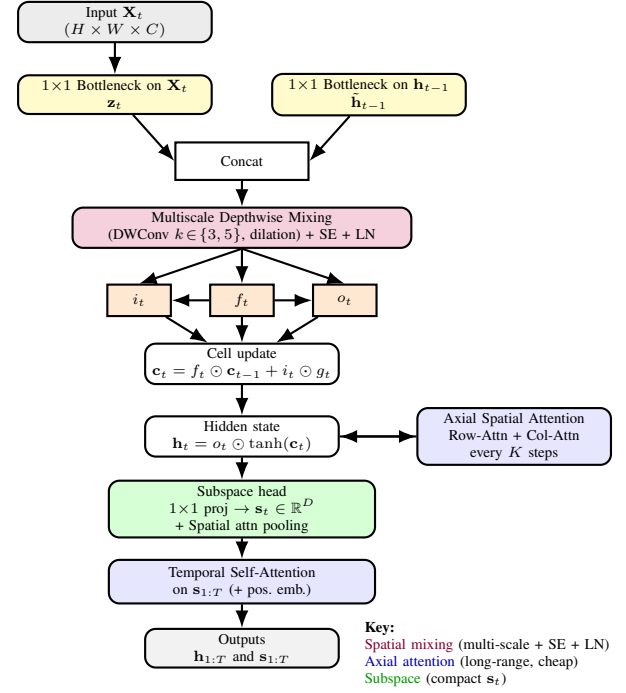 Input X_t
(H × W × C)
1×1 Bottleneck on X_t
z_t
1×1 Bottleneck on h_{t−1}
h̃_{t−1}
Concat
Multiscale Depthwise Mixing
(DWConv k∈{3, 5}, dilation) + SE + LN
i_t
f_t
o_t
Cell update
c_t = f_t ⊙ c_{t−1} + i_t ⊙ g_t
Hidden state
h_t = o_t ⊙ tanh(c_t)
Axial Spatial Attention
Row-Attn + Col-Attn
every K steps
Subspace head
1×1 proj → s_t ∈ ℝ^D
+ Spatial attn pooling
Temporal Self-Attention
on s_{1:T} (+ pos. emb.)
Outputs
h_{1:T} and s_{1:T}
Key:
Spatial mixing (multi-scale + SE + LN)
Axial attention (long-range, cheap)
Subspace (compact s_t)